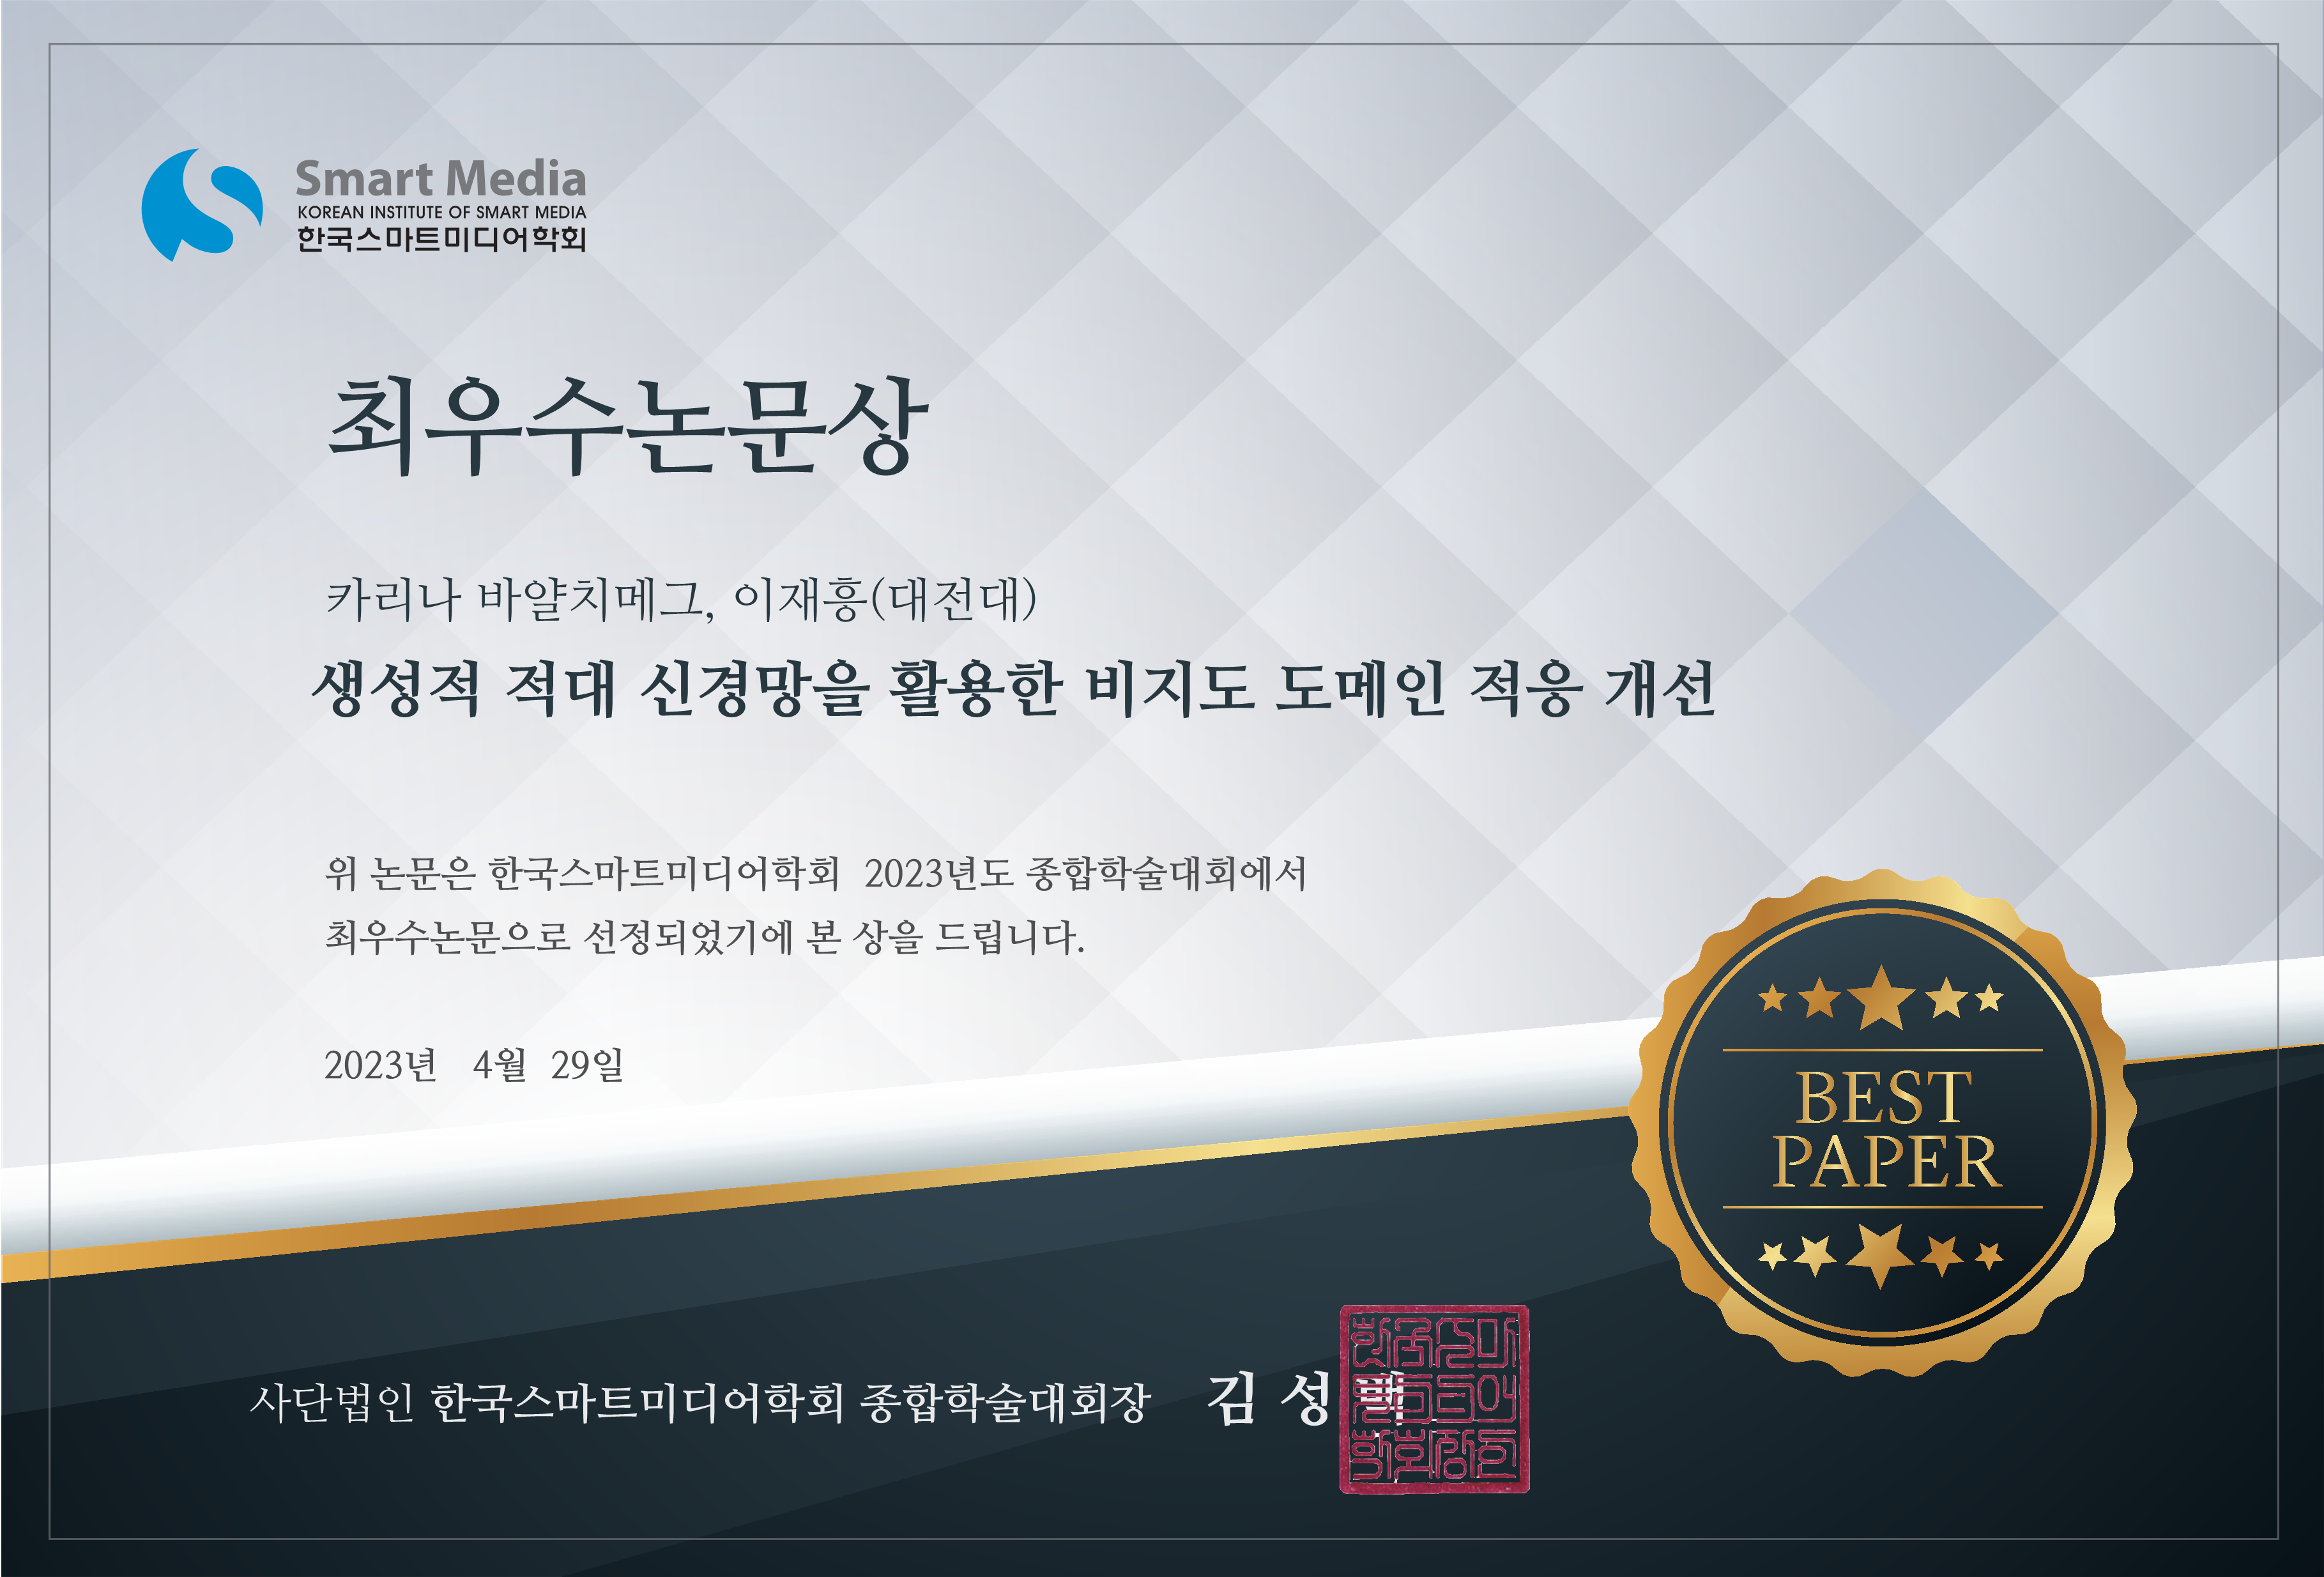 Smart Media
KOREAN INSTITUTE OF SMART MEDIA
한국스마트미디어학회
최우수논문상
카리나 바얄치메그, 이재흥(대전대)
생성적 적대 신경망을 활용한 비지도 도메인 적응 개선
위 논문은 한국스마트미디어학회 2023년도 종합학술대회에서
최우수논문으로 선정되었기에 본 상을 드립니다.
2023년 4월 29일
BEST
PAPER
사단법인 한국스마트미디어학회 종합학술대회장 김 성